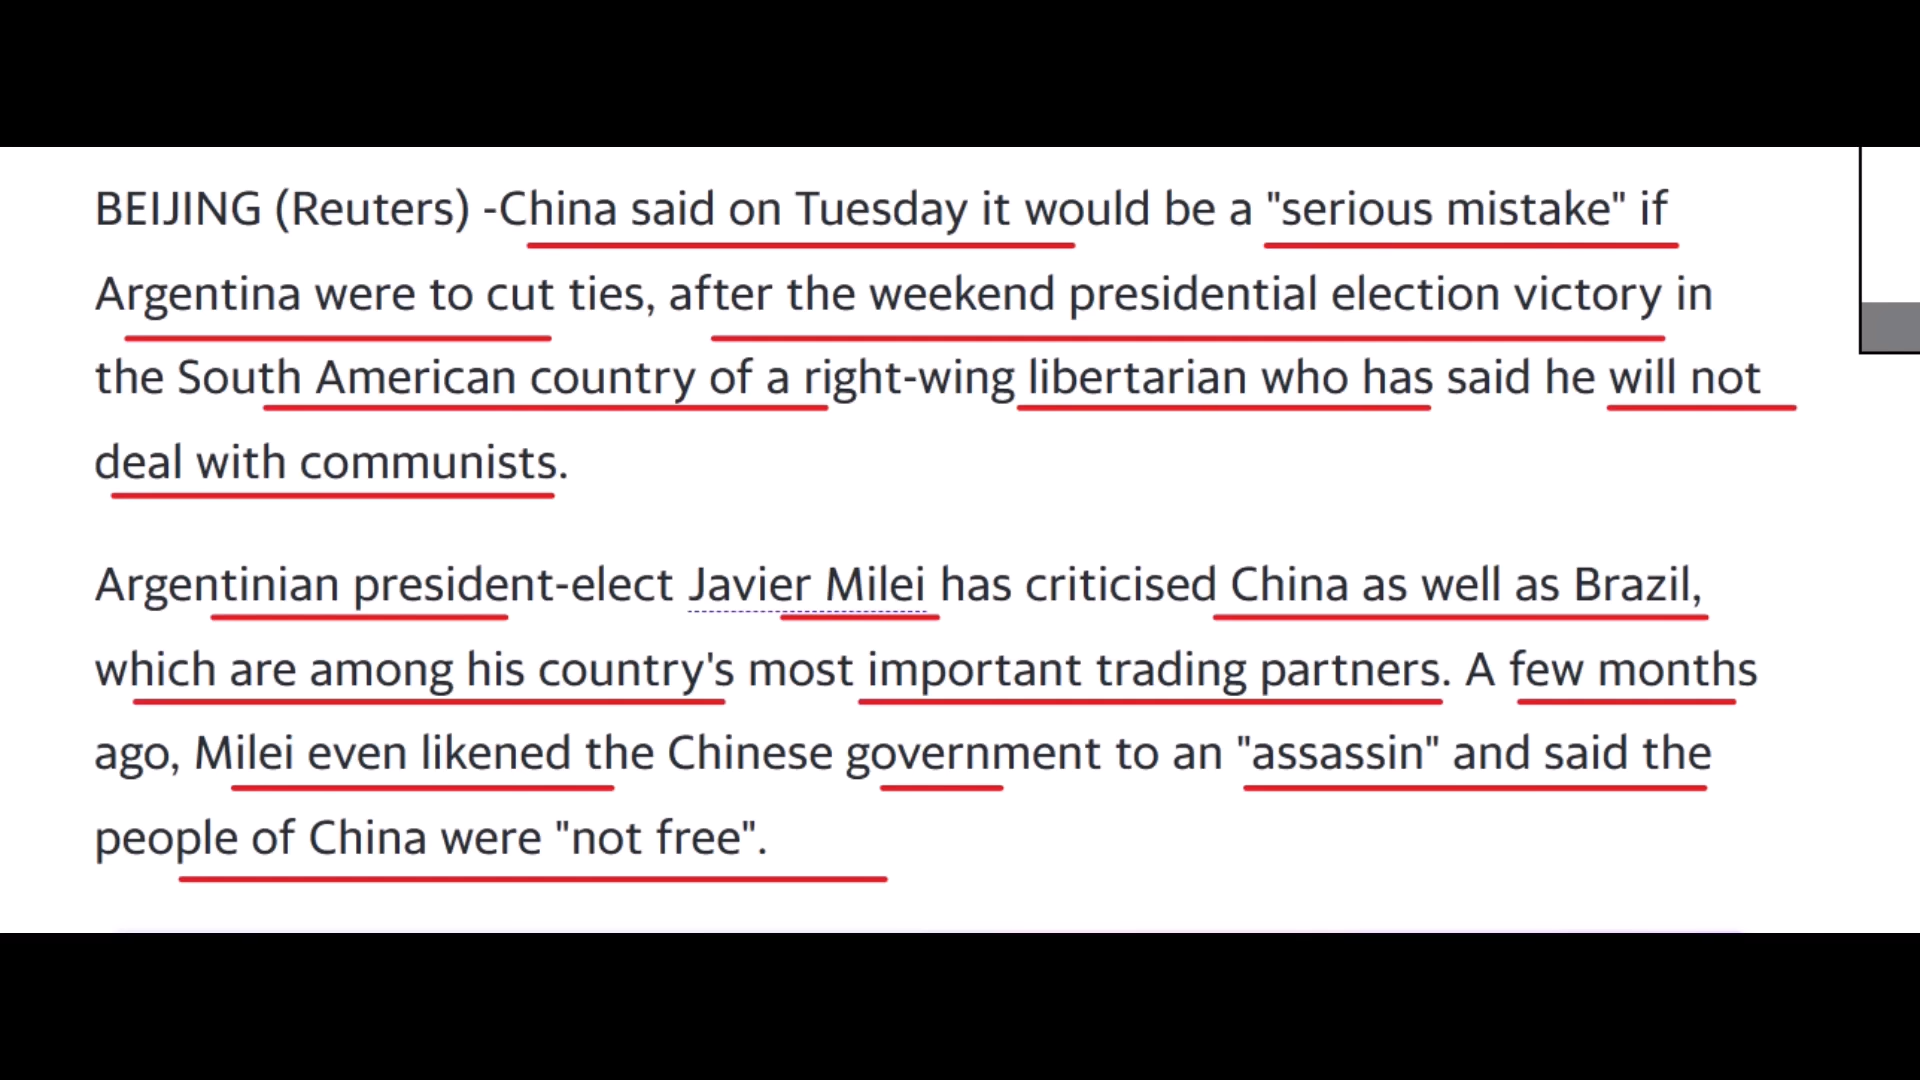 BEIJING (Reuters) -China said on Tuesday it would be a "serious mistake" if
Argentina were to cut ties, after the weekend presidential election victory in
the South American country of a right-wing libertarian who has said he will not
deal with communists.
Argentinian president-elect Javier Milei has criticised China as well as Brazil,
which are among his country's most important trading partners. A few months
ago, Milei even likened the Chinese government to an "assassin" and said the
people of China were "not free".